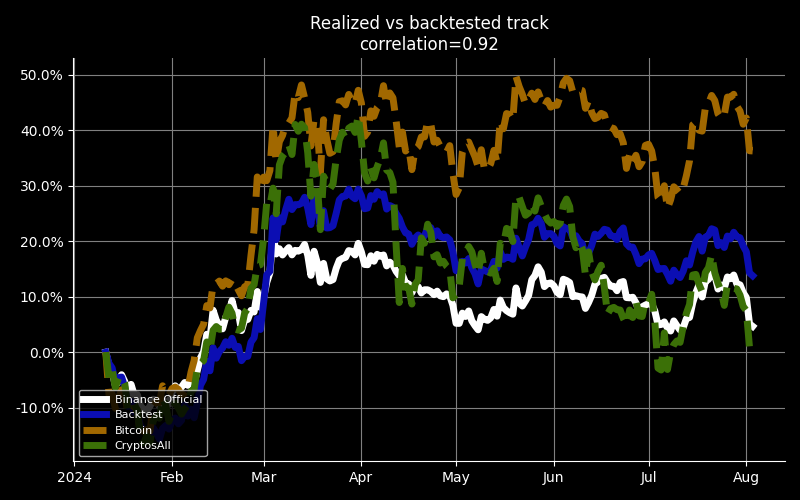 Realized vs backtested track
correlation=0.92
50.0%
40.0%
30.0%
20.0%
10.0%
0.0%
-10.0%
Binance Official
Backtest
Bitcoin
CryptosAll
2024 Feb Mar Apr May Jun Jul Aug